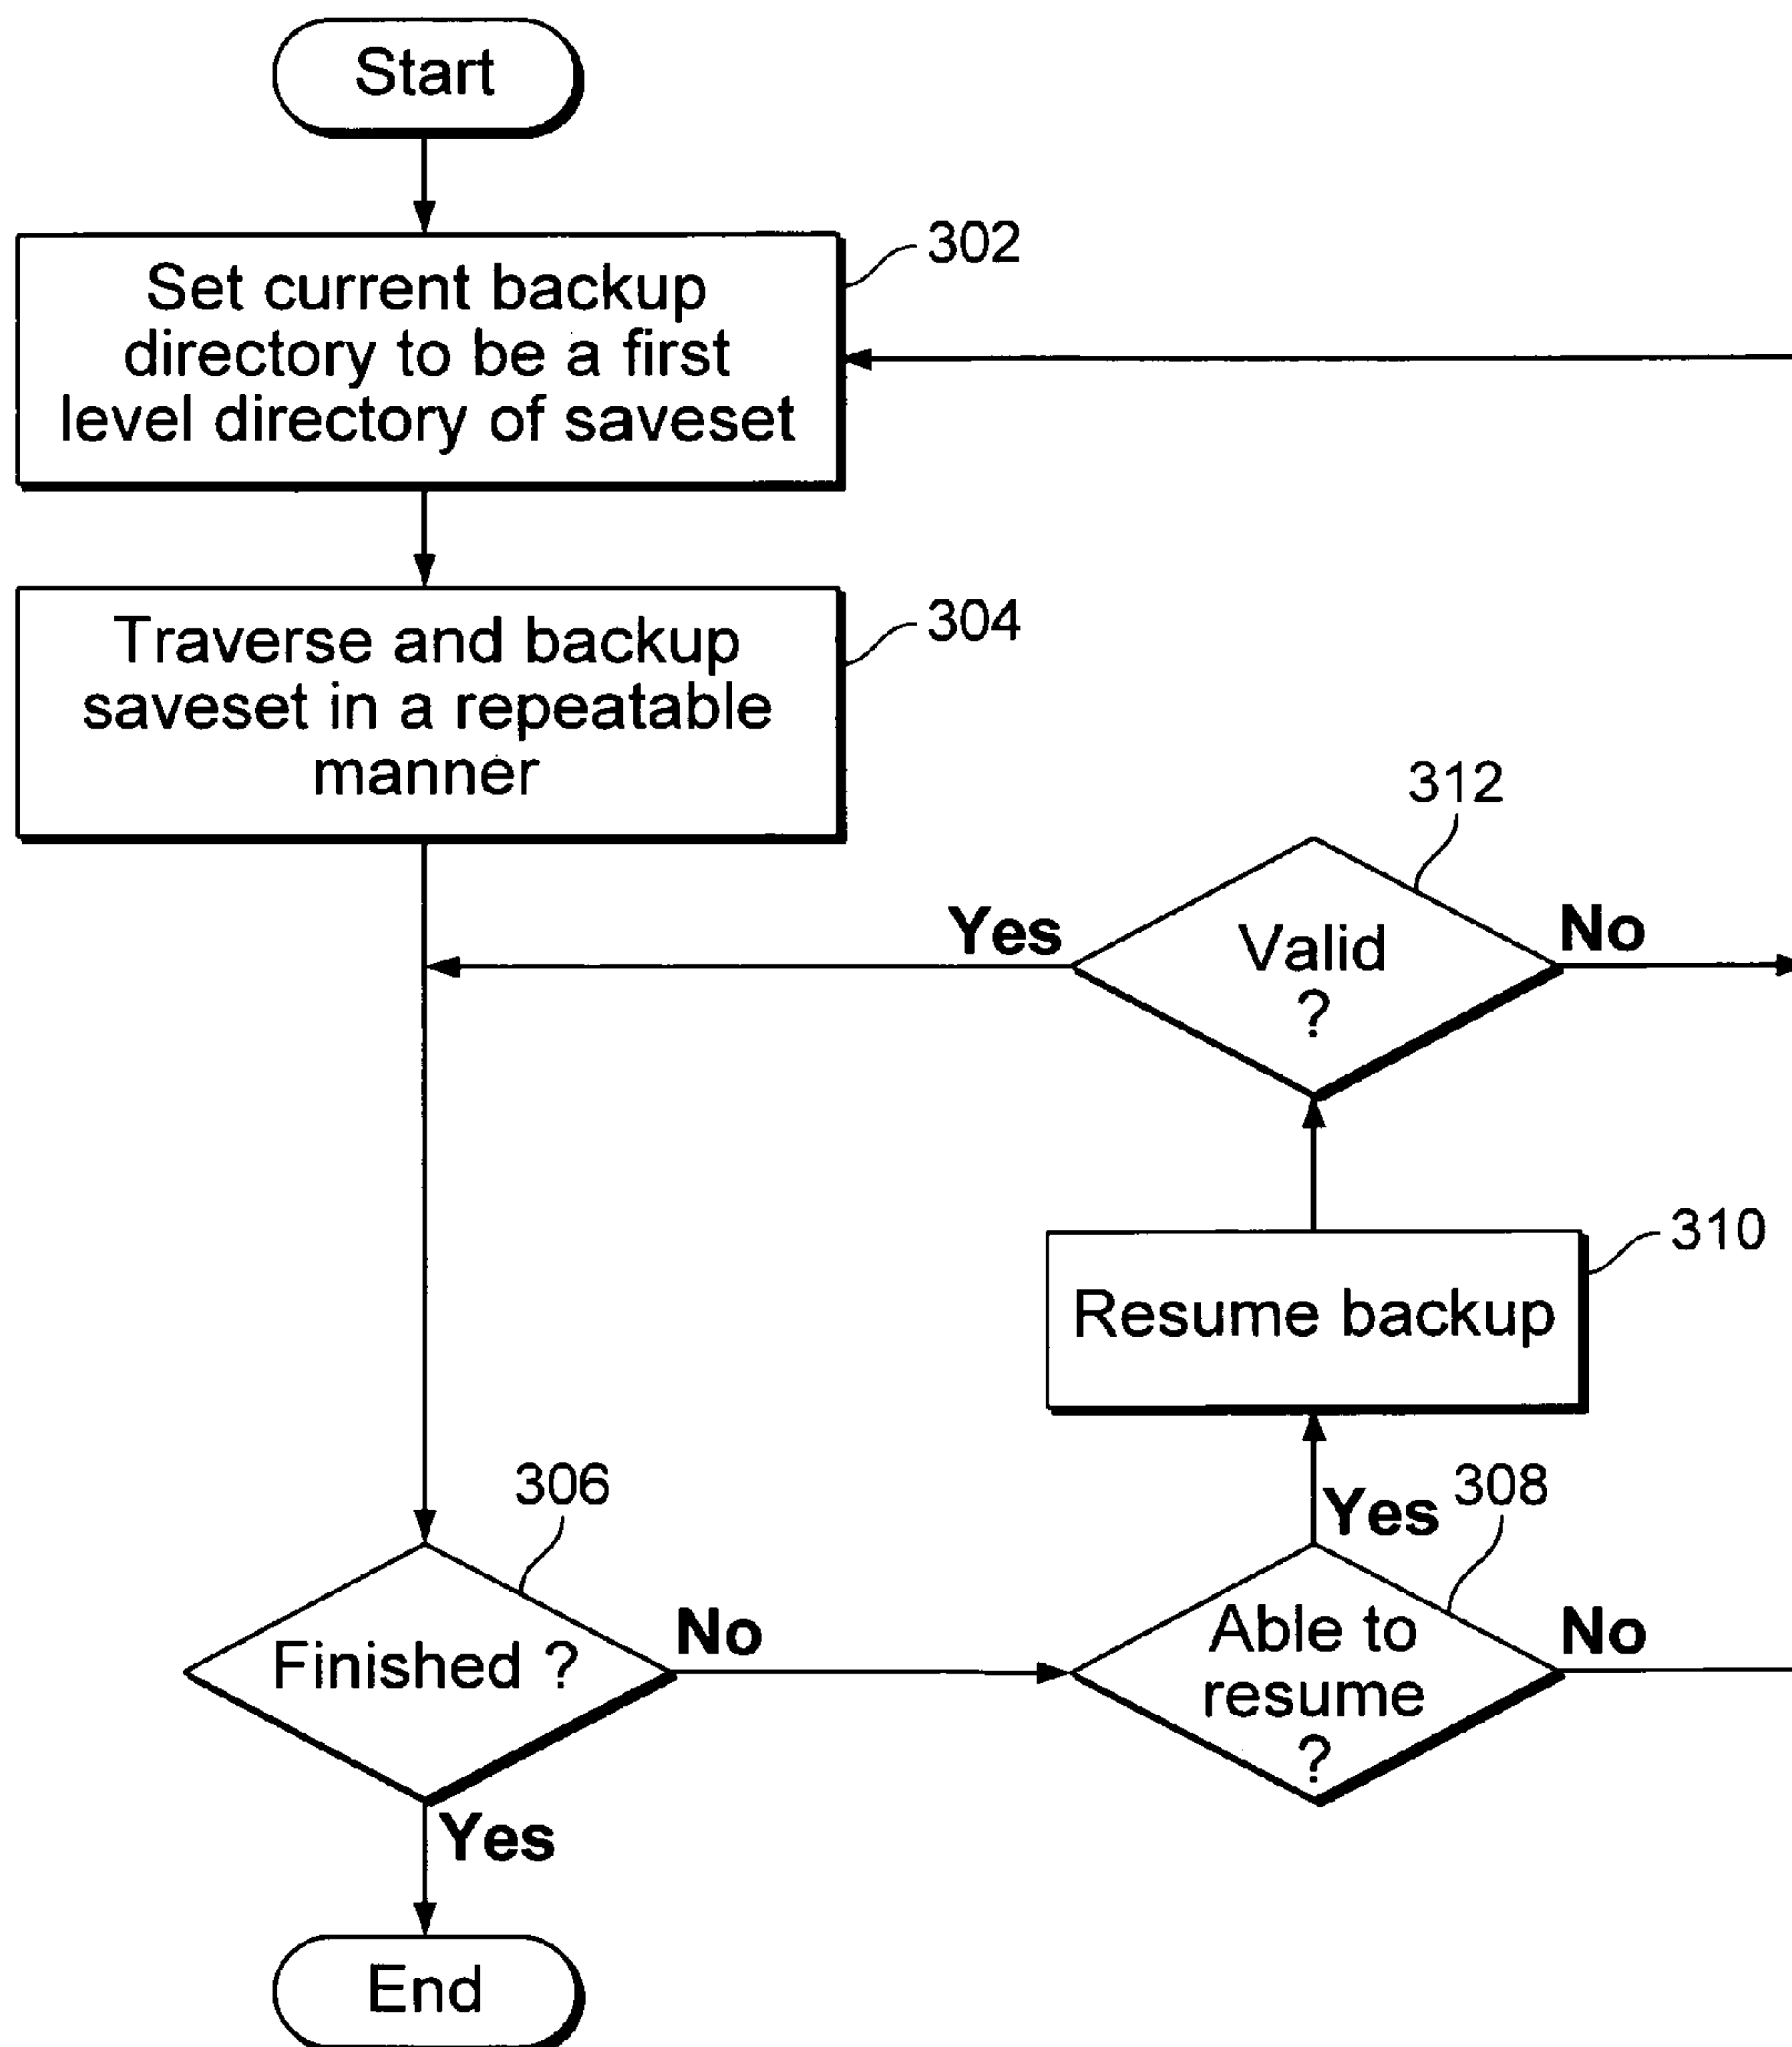 Start
302
Set current backup
directory to be a first
level directory of saveset
304
Traverse and backup
saveset in a repeatable
manner
312
Yes
Valid
?
No
310
Resume backup
306
Yes
308
Finished ?
No
Able to
resume
?
No
Yes
End